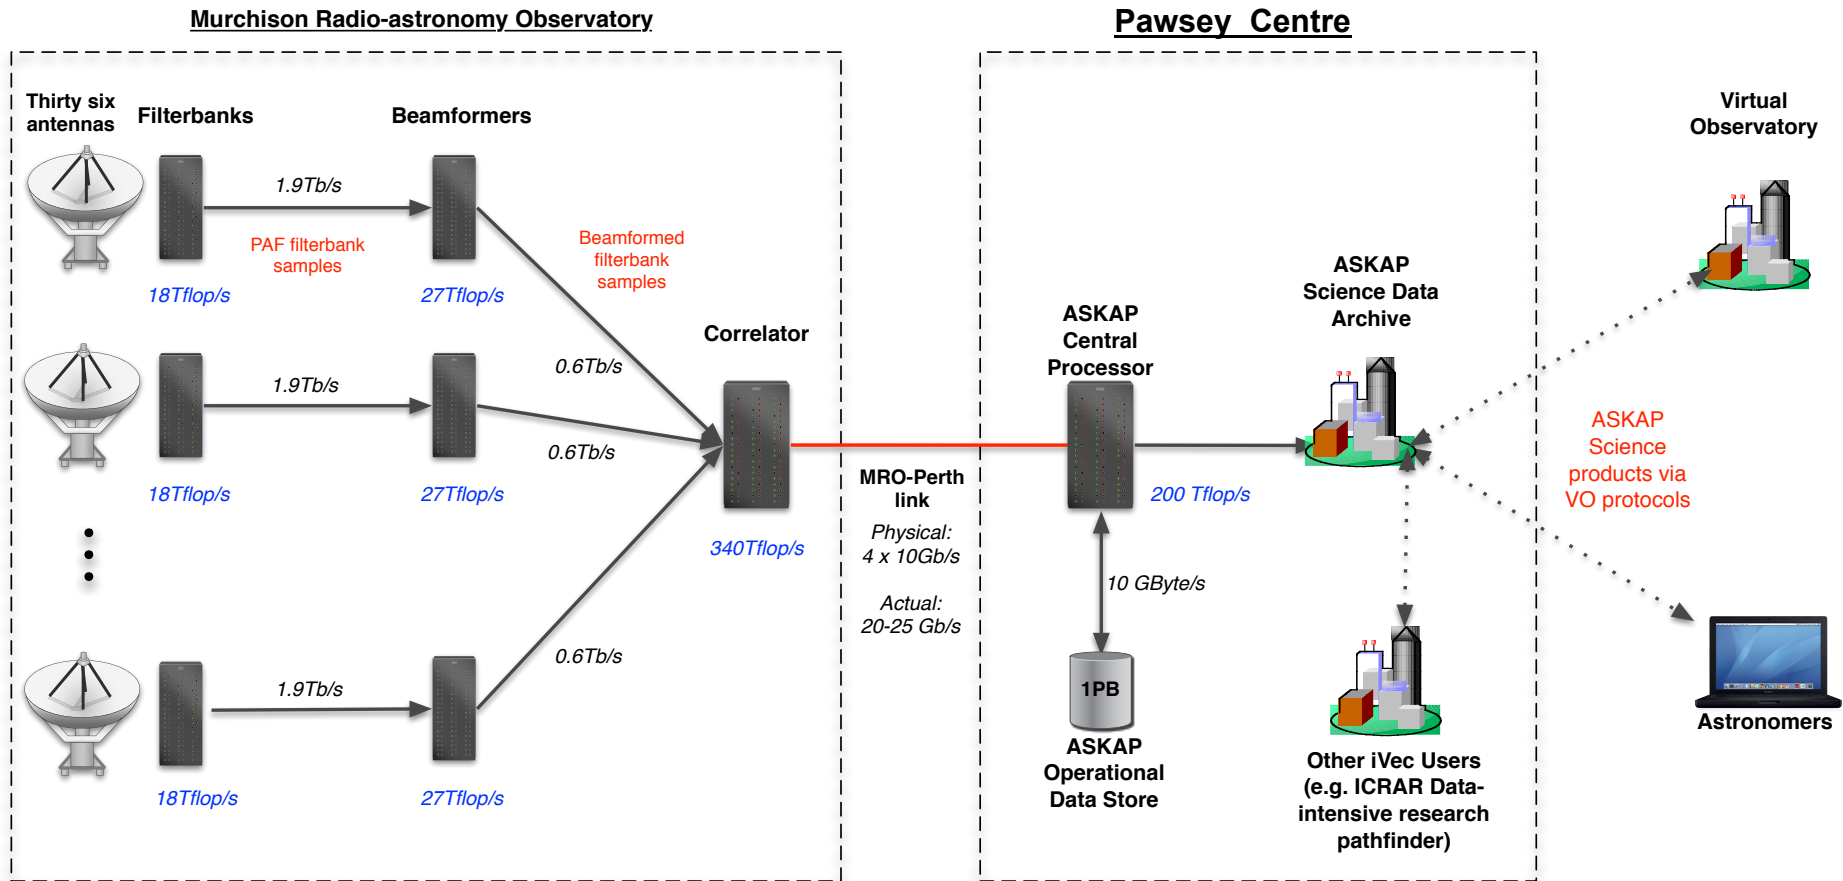 Murchison Radio-astronomy Observatory
Pawsey Centre
Thirty six
antennas
Filterbanks
Beamformers
1.9Tb/s
PAF filterbank
samples
Beamformed
filterbank
samples
18Tflop/s
27Tflop/s
1.9Tb/s
0.6Tb/s
0.6Tb/s
18Tflop/s
27Tflop/s
Correlator
340Tflop/s
1.9Tb/s
0.6Tb/s
18Tflop/s
27Tflop/s
MRO-Perth
link
Physical:
4 x 10Gb/s
Actual:
20-25 Gb/s
ASKAP
Central
Processor
200 Tflop/s
10 GByte/s
1PB
ASKAP
Operational
Data Store
ASKAP
Science Data
Archive
Other iVec Users
(e.g. ICRAR Data-
intensive research
pathfinder)
Virtual
Observatory
ASKAP
Science
products via
VO protocols
Astronomers